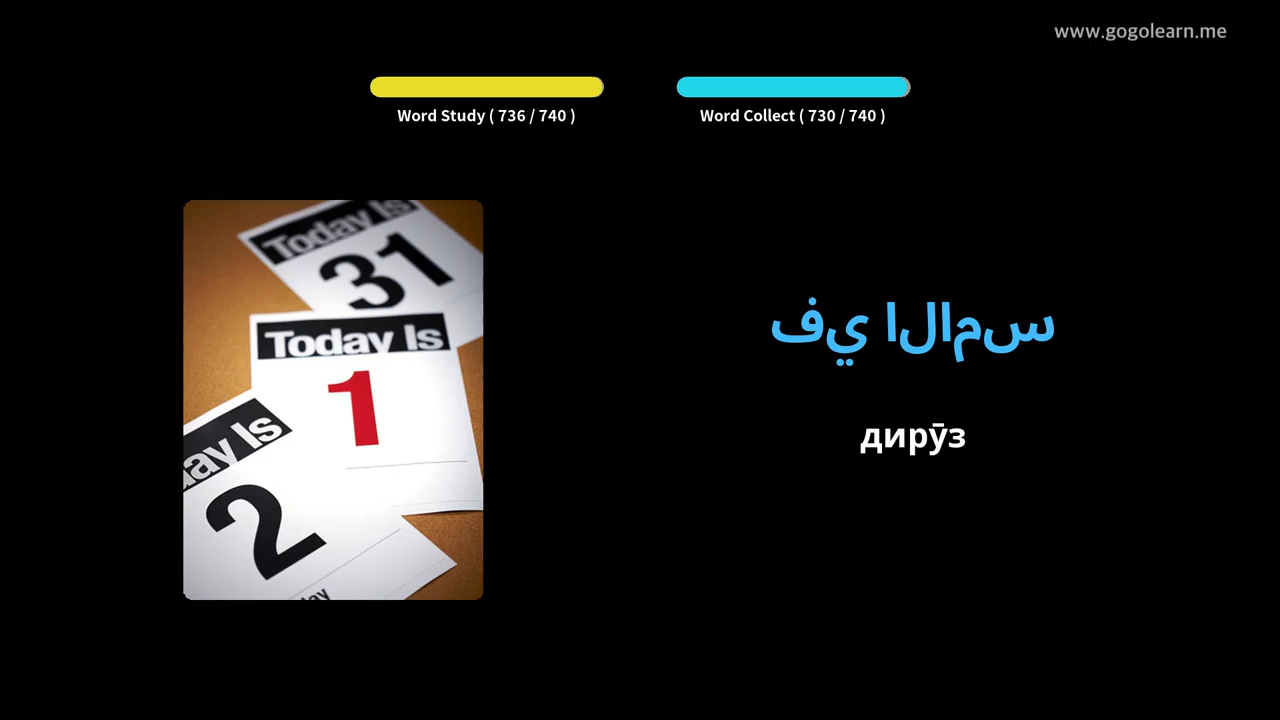 www.gogolearn.me
Word Study ( 736 / 740 )
Word Collect ( 730 / 740 )
Today Is
31
Today Is
1
ay Is
2
في الامس
дирӯз